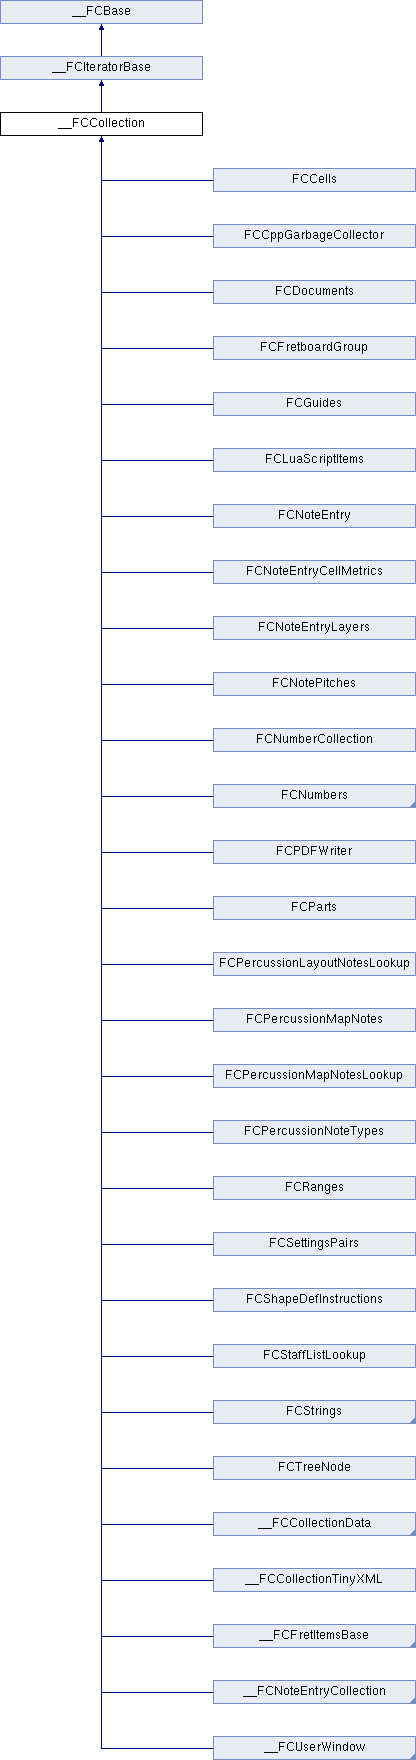 __FCBase
__FCIteratorBase
__FCCollection
FCCells
FCCppGarbageCollector
FCDocuments
FCFretboardGroup
FCGuides
FCLuaScriptItems
FCNoteEntry
FCNoteEntryCellMetrics
FCNoteEntryLayers
FCNotePitches
FCNumberCollection
FCNumbers
FCPDFWriter
FCParts
FCPercussionLayoutNotesLookup
FCPercussionMapNotes
FCPercussionMapNotesLookup
FCPercussionNoteTypes
FCRanges
FCSettingsPairs
FCShapeDefInstructions
FCStaffListLookup
FCStrings
FCTreeNode
__FCCollectionData
__FCCollectionTinyXML
__FCFretItemsBase
__FCNoteEntryCollection
__FCUserWindow